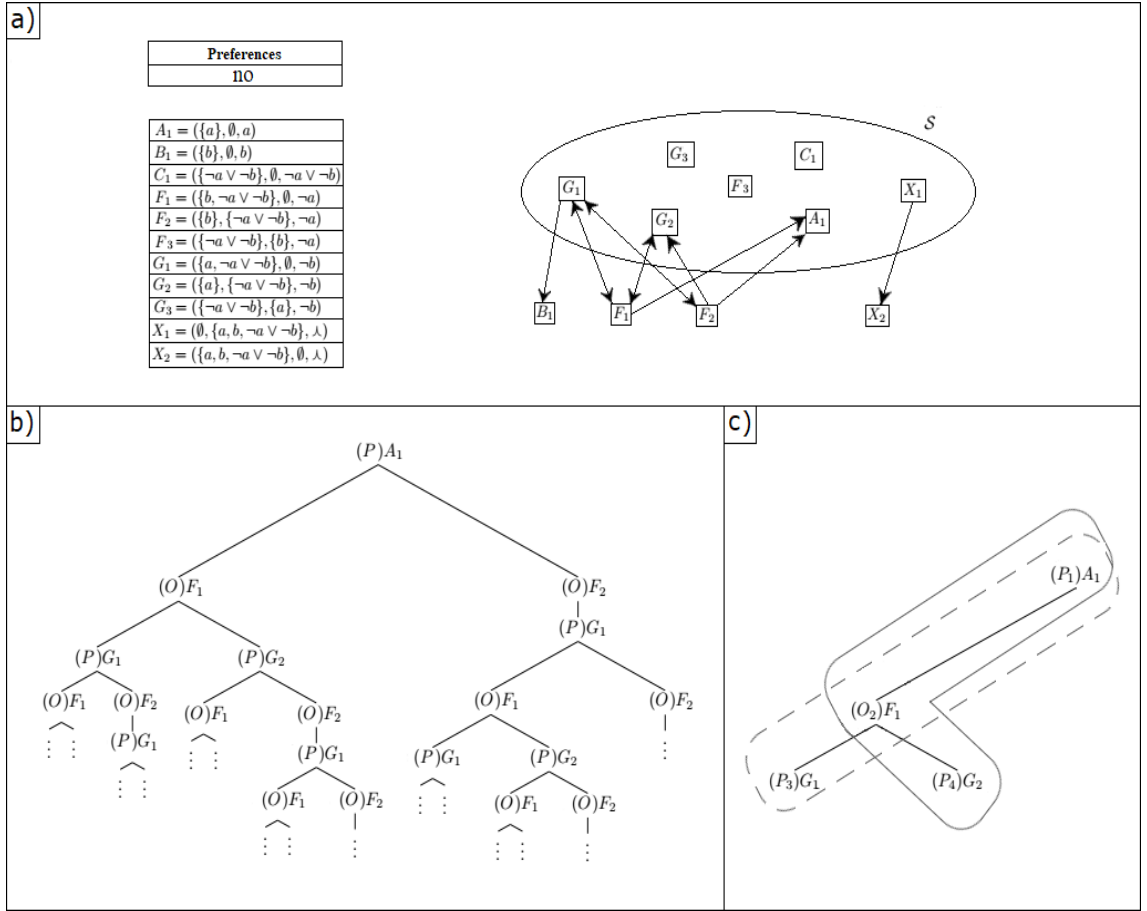 a)
Preferences
no
A₁ = ({a}, ∅, a)
B₁ = ({b}, ∅, b)
C₁ = ({¬a ∨ ¬b}, ∅, ¬a ∨ ¬b)
F₁ = ({b, ¬a ∨ ¬b}, ∅, ¬a)
F₂ = ({b}, {¬a ∨ ¬b}, ¬a)
F₃ = ({¬a ∨ ¬b}, {b}, ¬a)
G₁ = ({a, ¬a ∨ ¬b}, ∅, ¬b)
G₂ = ({a}, {¬a ∨ ¬b}, ¬b)
G₃ = ({¬a ∨ ¬b}, {a}, ¬b)
X₁ = (∅, {a, b, ¬a ∨ ¬b}, ⋏)
X₂ = ({a, b, ¬a ∨ ¬b}, ∅, ⋏)
S
G₃ C₁
G₁ F₃ X₁
G₂ A₁
B₁ F₁ F₂ X₂
b)
(P)A₁
(O)F₁ (O)F₂
(P)G₁
(P)G₁ (P)G₂
(O)F₁ (O)F₂ (O)F₁ (O)F₂ (O)F₁ (O)F₂
(P)G₁ (P)G₁ (P)G₁ (P)G₂
(O)F₁ (O)F₂ (O)F₁ (O)F₂
c)
(P₁)A₁
(O₂)F₁
(P₃)G₁ (P₄)G₂